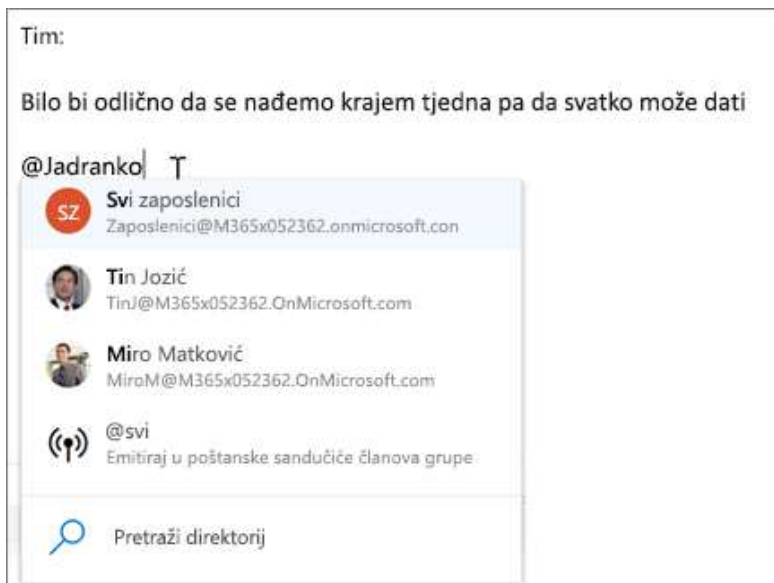 Tim:
Bilo bi odlično da se nađemo krajem tjedna pa da svatko može dati
@Jadranko
SZ
Svi zaposlenici
Zaposlenici@M365x052362.onmicrosoft.con
Tin Jozić
TinJ@M365x052362.OnMicrosoft.com
Miro Matković
MiroM@M365x052362.OnMicrosoft.com
@svi
Emitiraj u poštanske sandučiće članova grupe
Pretraži direktorij